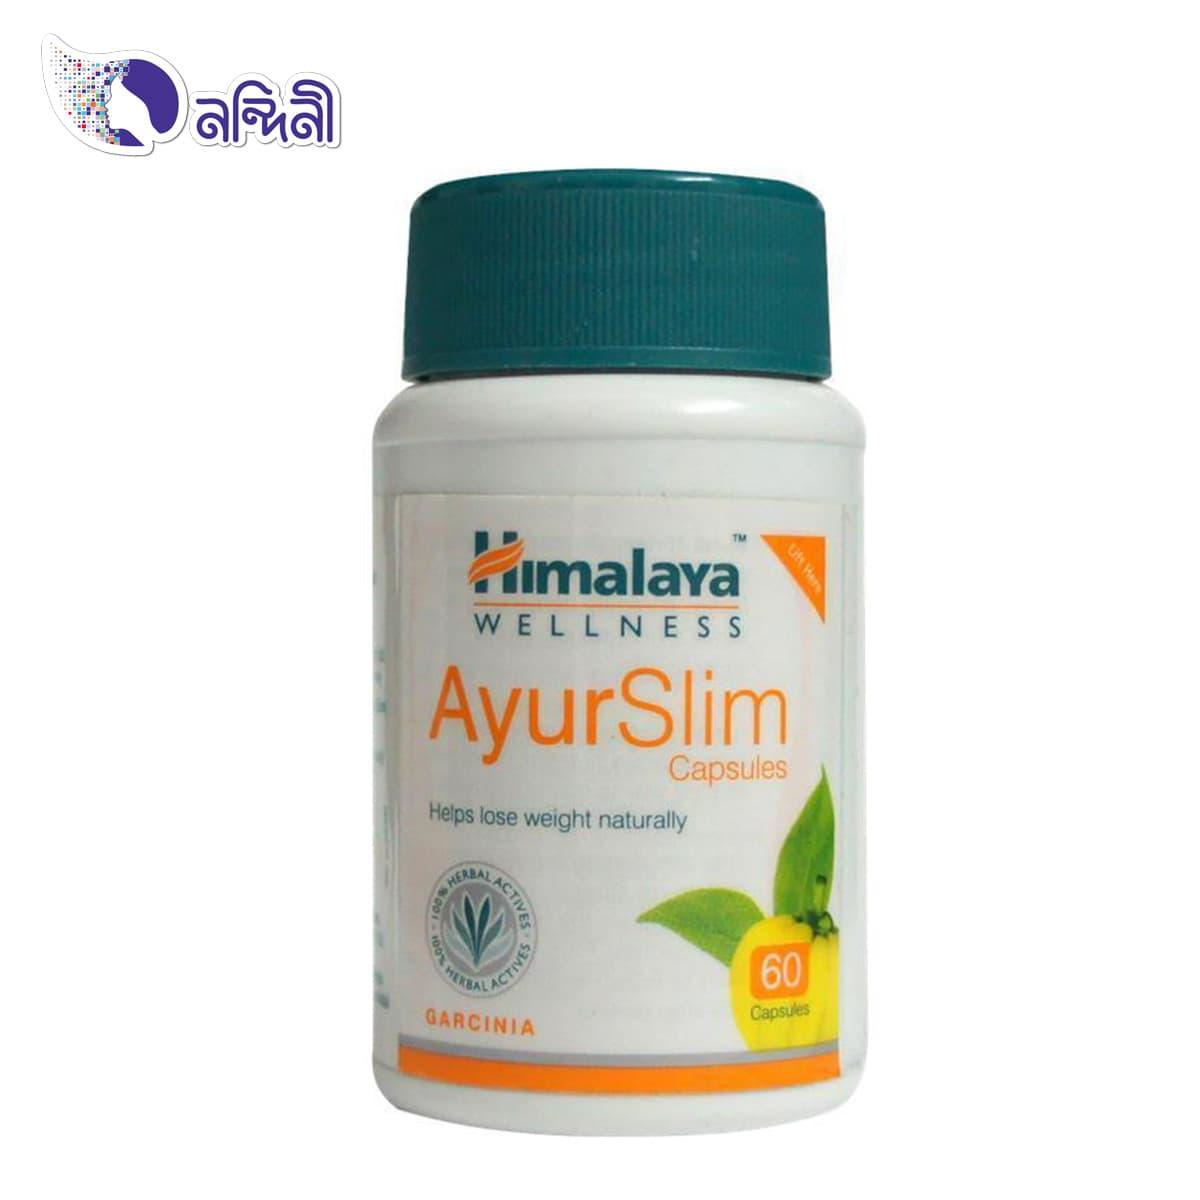 নন্দিনী
Himalaya™
WELLNESS
Lift Here
AyurSlim
Capsules
Helps lose weight naturally
100% HERBAL ACTIVES · 100% HERBAL ACTIVES ·
GARCINIA
60
Capsules